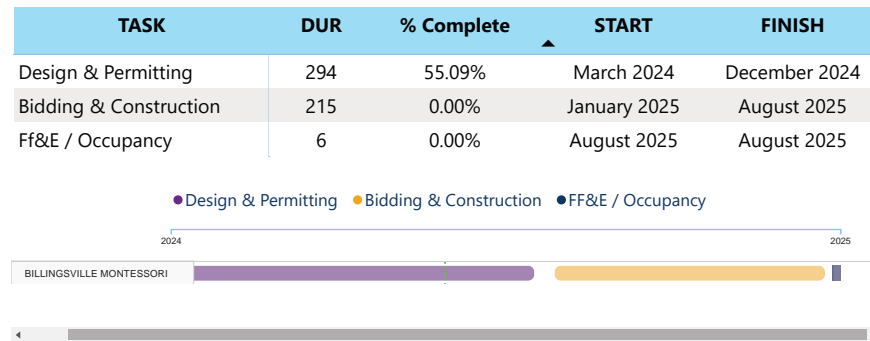 TASK DUR % Complete START FINISH
Design & Permitting 294 55.09% March 2024 December 2024
Bidding & Construction 215 0.00% January 2025 August 2025
Ff&E / Occupancy 6 0.00% August 2025 August 2025
Design & Permitting Bidding & Construction FF&E / Occupancy
2024 2025
BILLINGSVILLE MONTESSORI